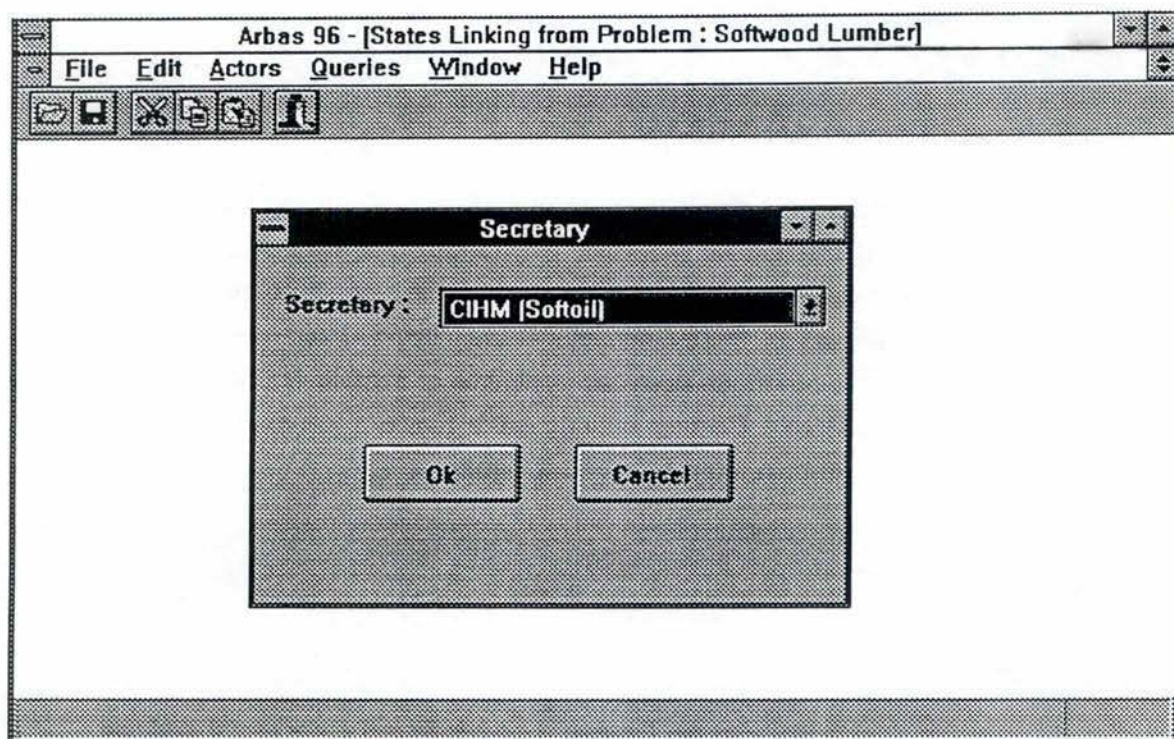 Arbas 96 - [States Linking from Problem : Softwood Lumber]
File Edit Actors Queries Window Help
Secretary
Secretary : CIHM [Softoil]
Ok Cancel